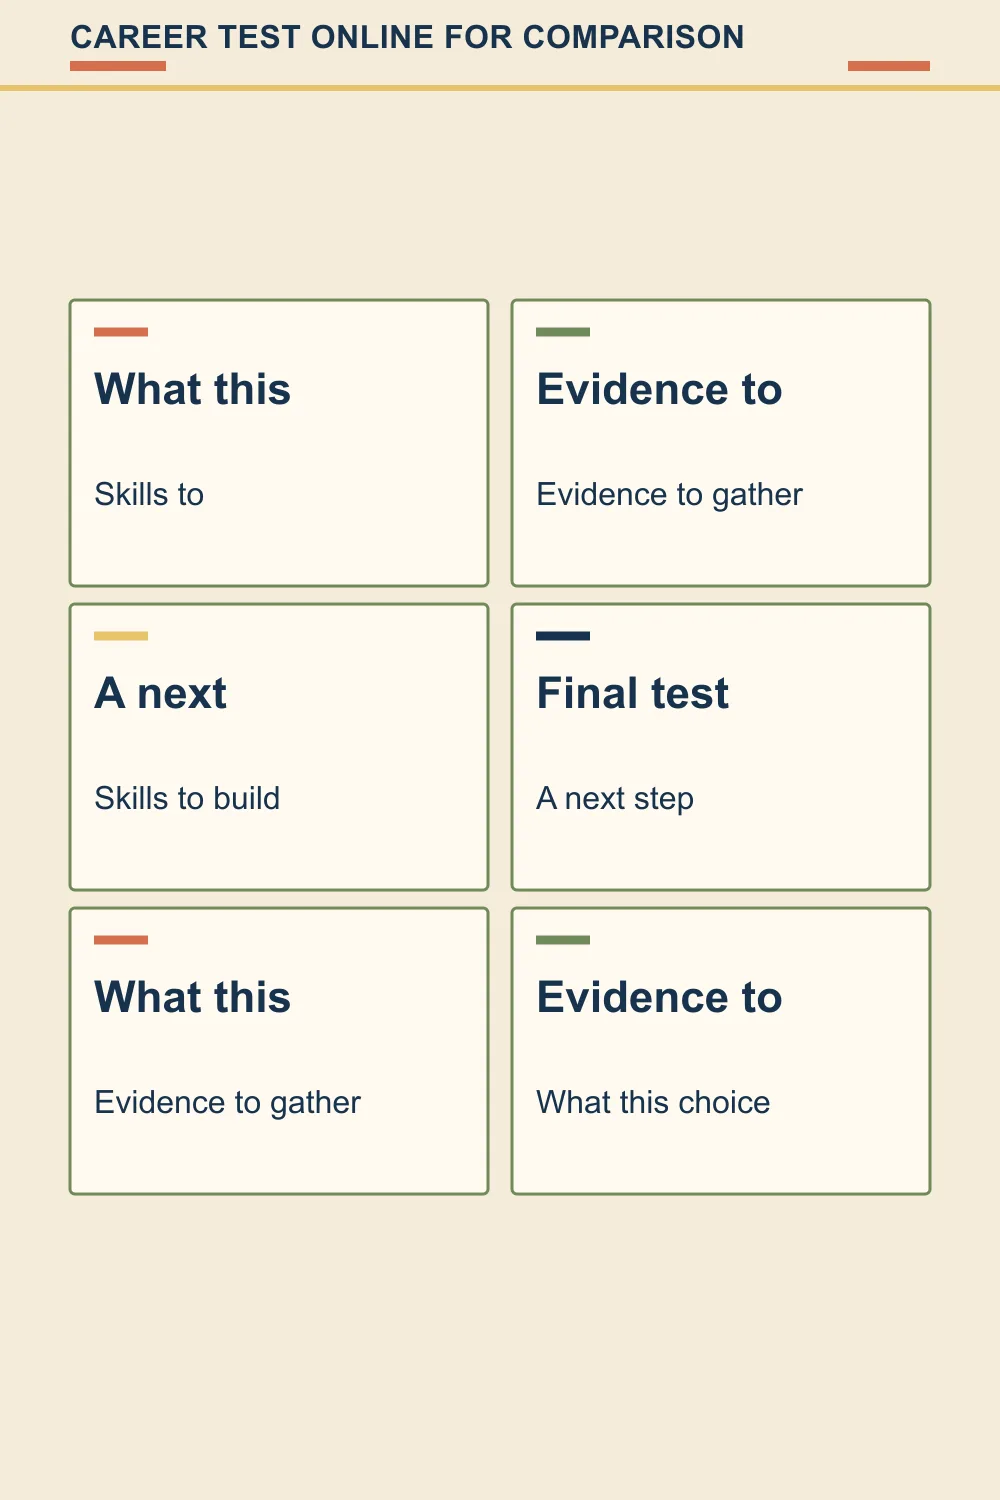 CAREER TEST ONLINE FOR COMPARISON
What this
Skills to
Evidence to
Evidence to gather
A next
Skills to build
Final test
A next step
What this
Evidence to gather
Evidence to
What this choice